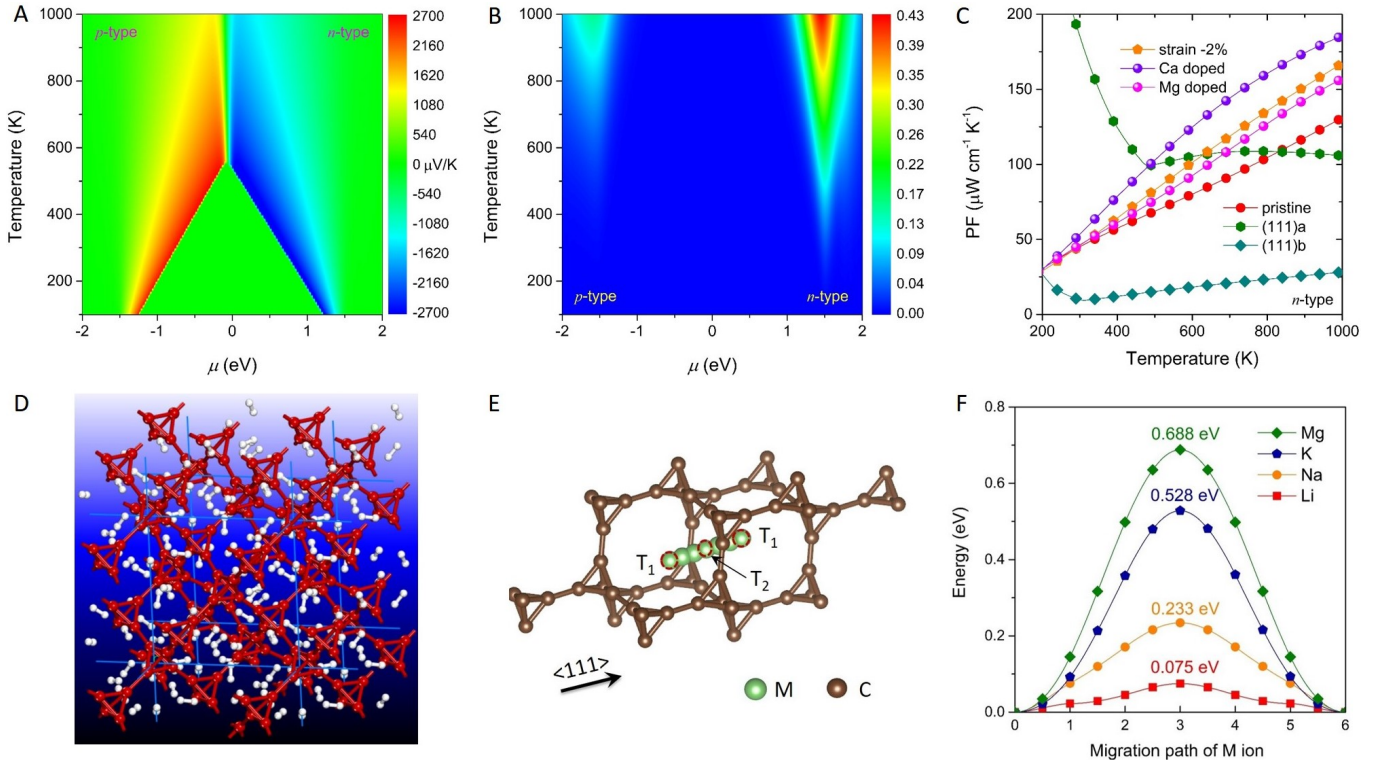 A
1000
800
600
400
200
Temperature (K)
p-type
n-type
-2
-1
0
1
2
μ (eV)
2700
2160
1620
1080
540
0 μV/K
-540
-1080
-1620
-2160
-2700
B
1000
800
600
400
200
Temperature (K)
p-type
n-type
-2
-1
0
1
2
μ (eV)
0.43
0.39
0.34
0.30
0.26
0.22
0.17
0.13
0.09
0.04
0.00
C
200
150
100
50
0
PF (μW cm⁻¹ K⁻¹)
strain -2%
Ca doped
Mg doped
pristine
(111)a
(111)b
n-type
200
400
600
800
1000
Temperature (K)
D
E
T₁
T₁
T₂
<111>
M
C
F
0.8
0.6
0.4
0.2
0.0
Energy (eV)
0.688 eV
0.528 eV
0.233 eV
0.075 eV
Mg
K
Na
Li
0
1
2
3
4
5
6
Migration path of M ion